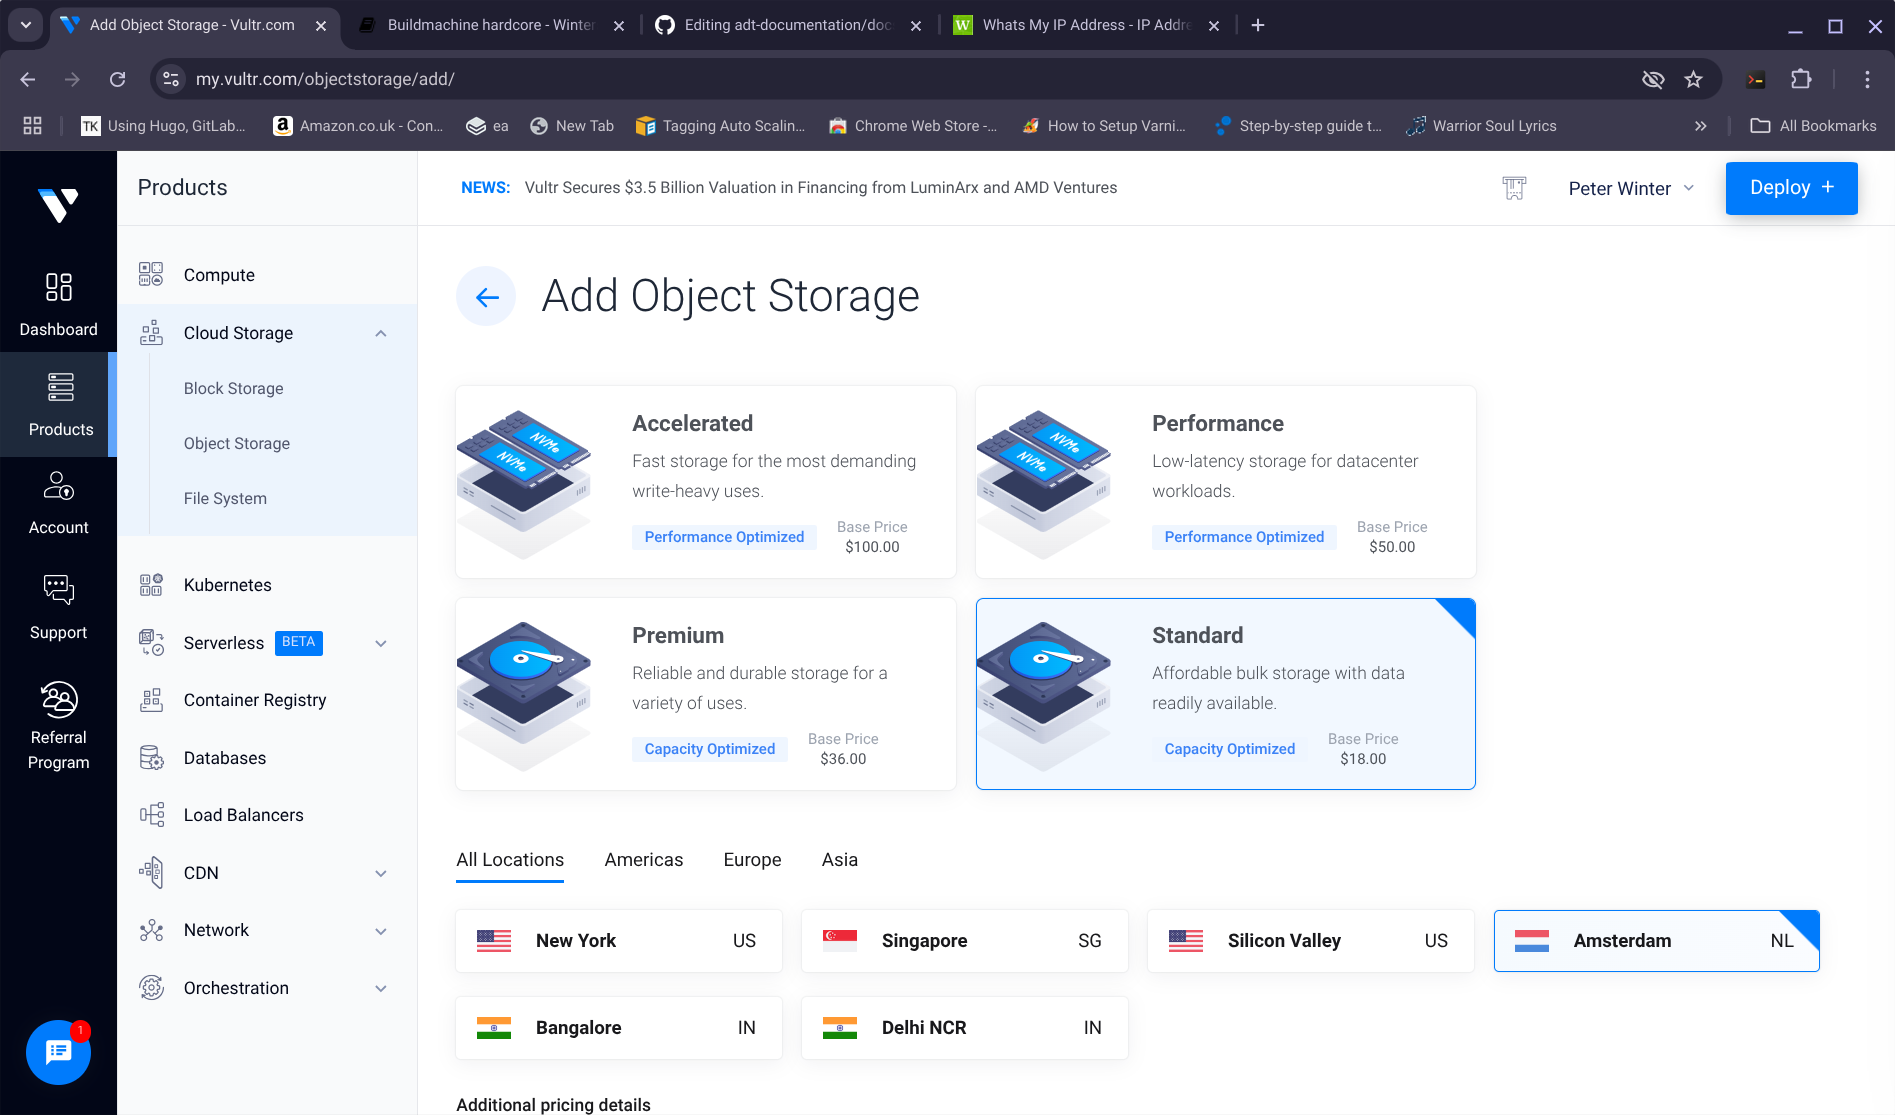 Add Object Storage - Vultr.com
Buildmachine hardcore - Winter
Editing adt-documentation/doc
Whats My IP Address - IP Addre
my.vultr.com/objectstorage/add/
Using Hugo, GitLab...
Amazon.co.uk - Con...
ea
New Tab
Tagging Auto Scalin...
Chrome Web Store -...
How to Setup Varni...
Step-by-step guide t...
Warrior Soul Lyrics
All Bookmarks
Dashboard
Products
Account
Support
Referral
Program
1
Products
Compute
Cloud Storage
Block Storage
Object Storage
File System
Kubernetes
Serverless BETA
Container Registry
Databases
Load Balancers
CDN
Network
Orchestration
NEWS: Vultr Secures $3.5 Billion Valuation in Financing from LuminArx and AMD Ventures
Peter Winter
Deploy +
Add Object Storage
NVMe
NVMe
Accelerated
Fast storage for the most demanding
write-heavy uses.
Performance Optimized
Base Price
$100.00
NVMe
NVMe
Performance
Low-latency storage for datacenter
workloads.
Performance Optimized
Base Price
$50.00
Premium
Reliable and durable storage for a
variety of uses.
Capacity Optimized
Base Price
$36.00
Standard
Affordable bulk storage with data
readily available.
Capacity Optimized
Base Price
$18.00
All Locations
Americas
Europe
Asia
New York US
Singapore SG
Silicon Valley US
Amsterdam NL
Bangalore IN
Delhi NCR IN
Additional pricing details